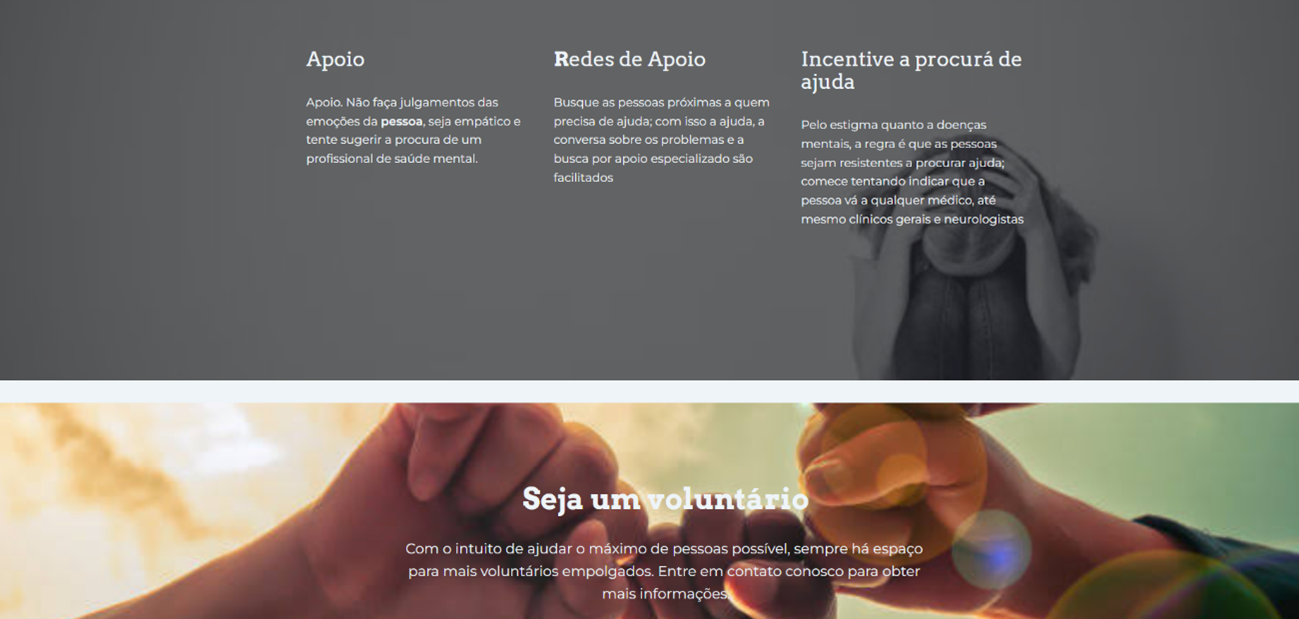 Apoio
Apoio. Não faça julgamentos das
emoções da pessoa, seja empático e
tente sugerir a procura de um
profissional de saúde mental.
Redes de Apoio
Busque as pessoas próximas a quem
precisa de ajuda; com isso a ajuda, a
conversa sobre os problemas e a
busca por apoio especializado são
facilitados
Incentive a procurá de
ajuda
Pelo estigma quanto a doenças
mentais, a regra é que as pessoas
sejam resistentes a procurar ajuda;
comece tentando indicar que a
pessoa vá a qualquer médico, até
mesmo clínicos gerais e neurologistas
Seja um voluntário
Com o intuito de ajudar o máximo de pessoas possível, sempre há espaço
para mais voluntários empolgados. Entre em contato conosco para obter
mais informações.